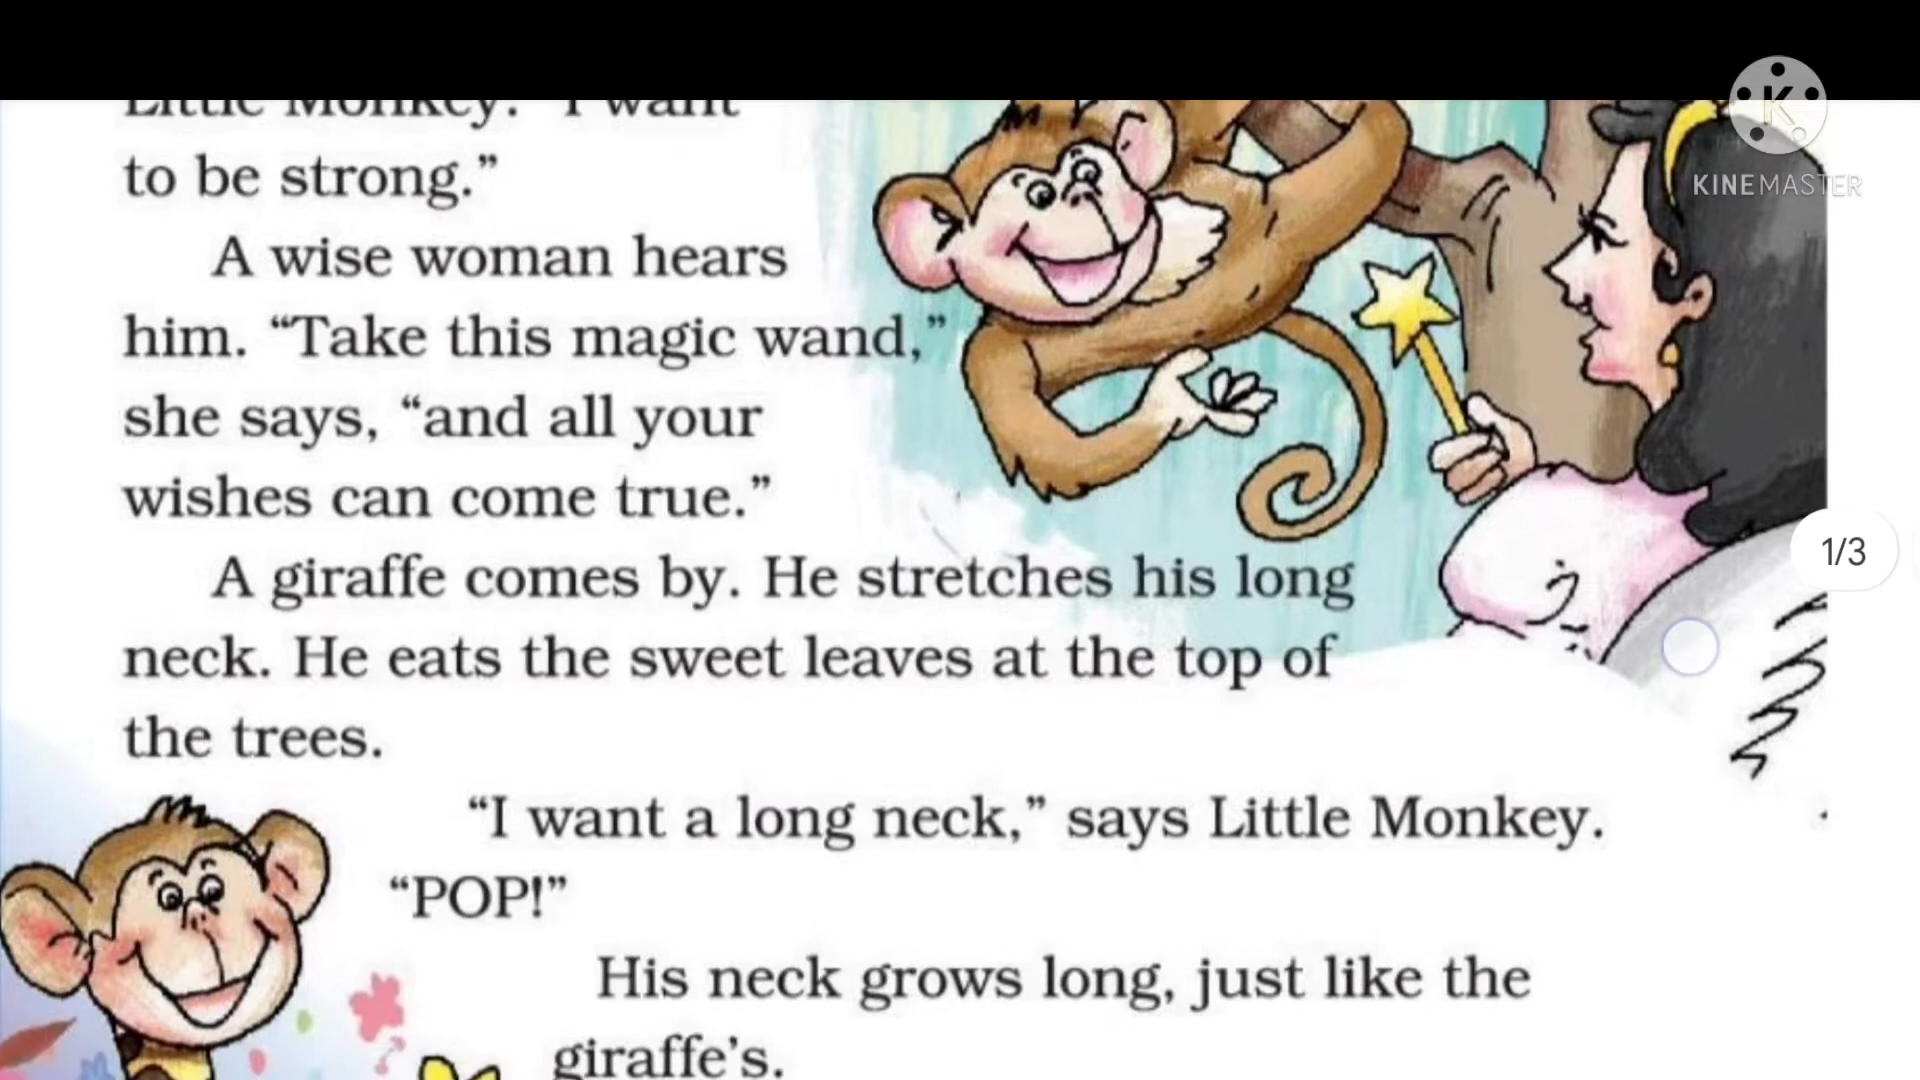 Little Monkey. "I want
to be strong.”
A wise woman hears
him. “Take this magic wand,”
she says, “and all your
wishes can come true.”
A giraffe comes by. He stretches his long
neck. He eats the sweet leaves at the top of
the trees.
“I want a long neck,” says Little Monkey.
“POP!”
His neck grows long, just like the
giraffe’s.
K
KINEMASTER
1/3